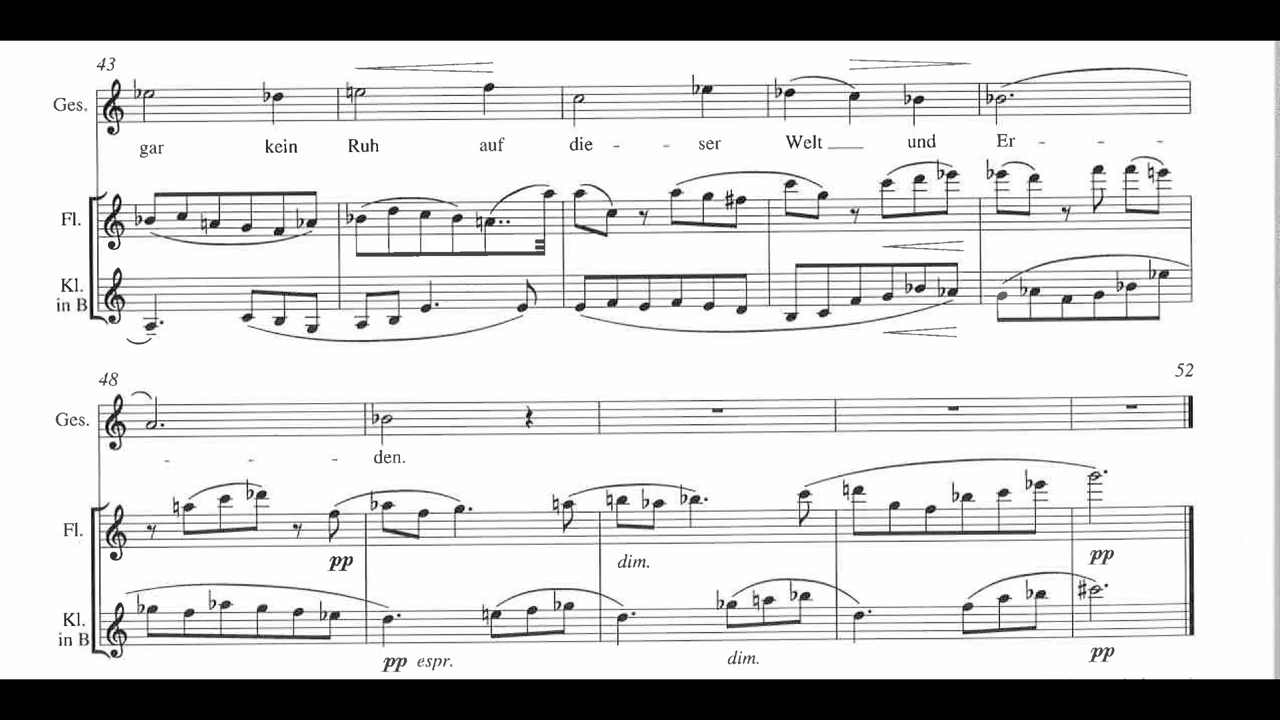 43
Ges.
gar kein Ruh auf die - - ser Welt ___ und Er - - -
Fl.
Kl.
in B
48
52
Ges.
- - - den.
Fl.
pp
dim.
pp
Kl.
in B
pp espr.
dim.
pp